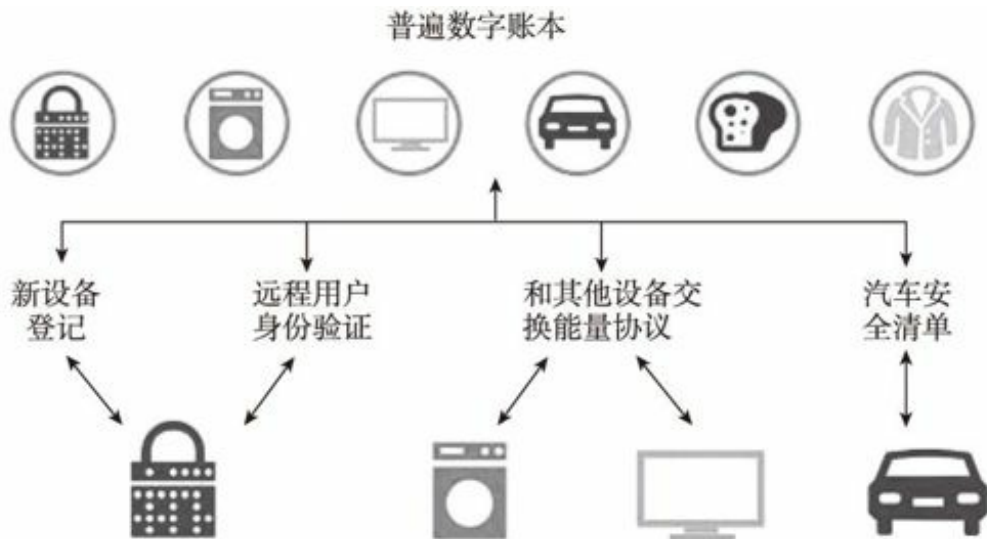 普遍数字账本
新设备
登记
远程用户
身份验证
和其他设备交
换能量协议
汽车安
全清单